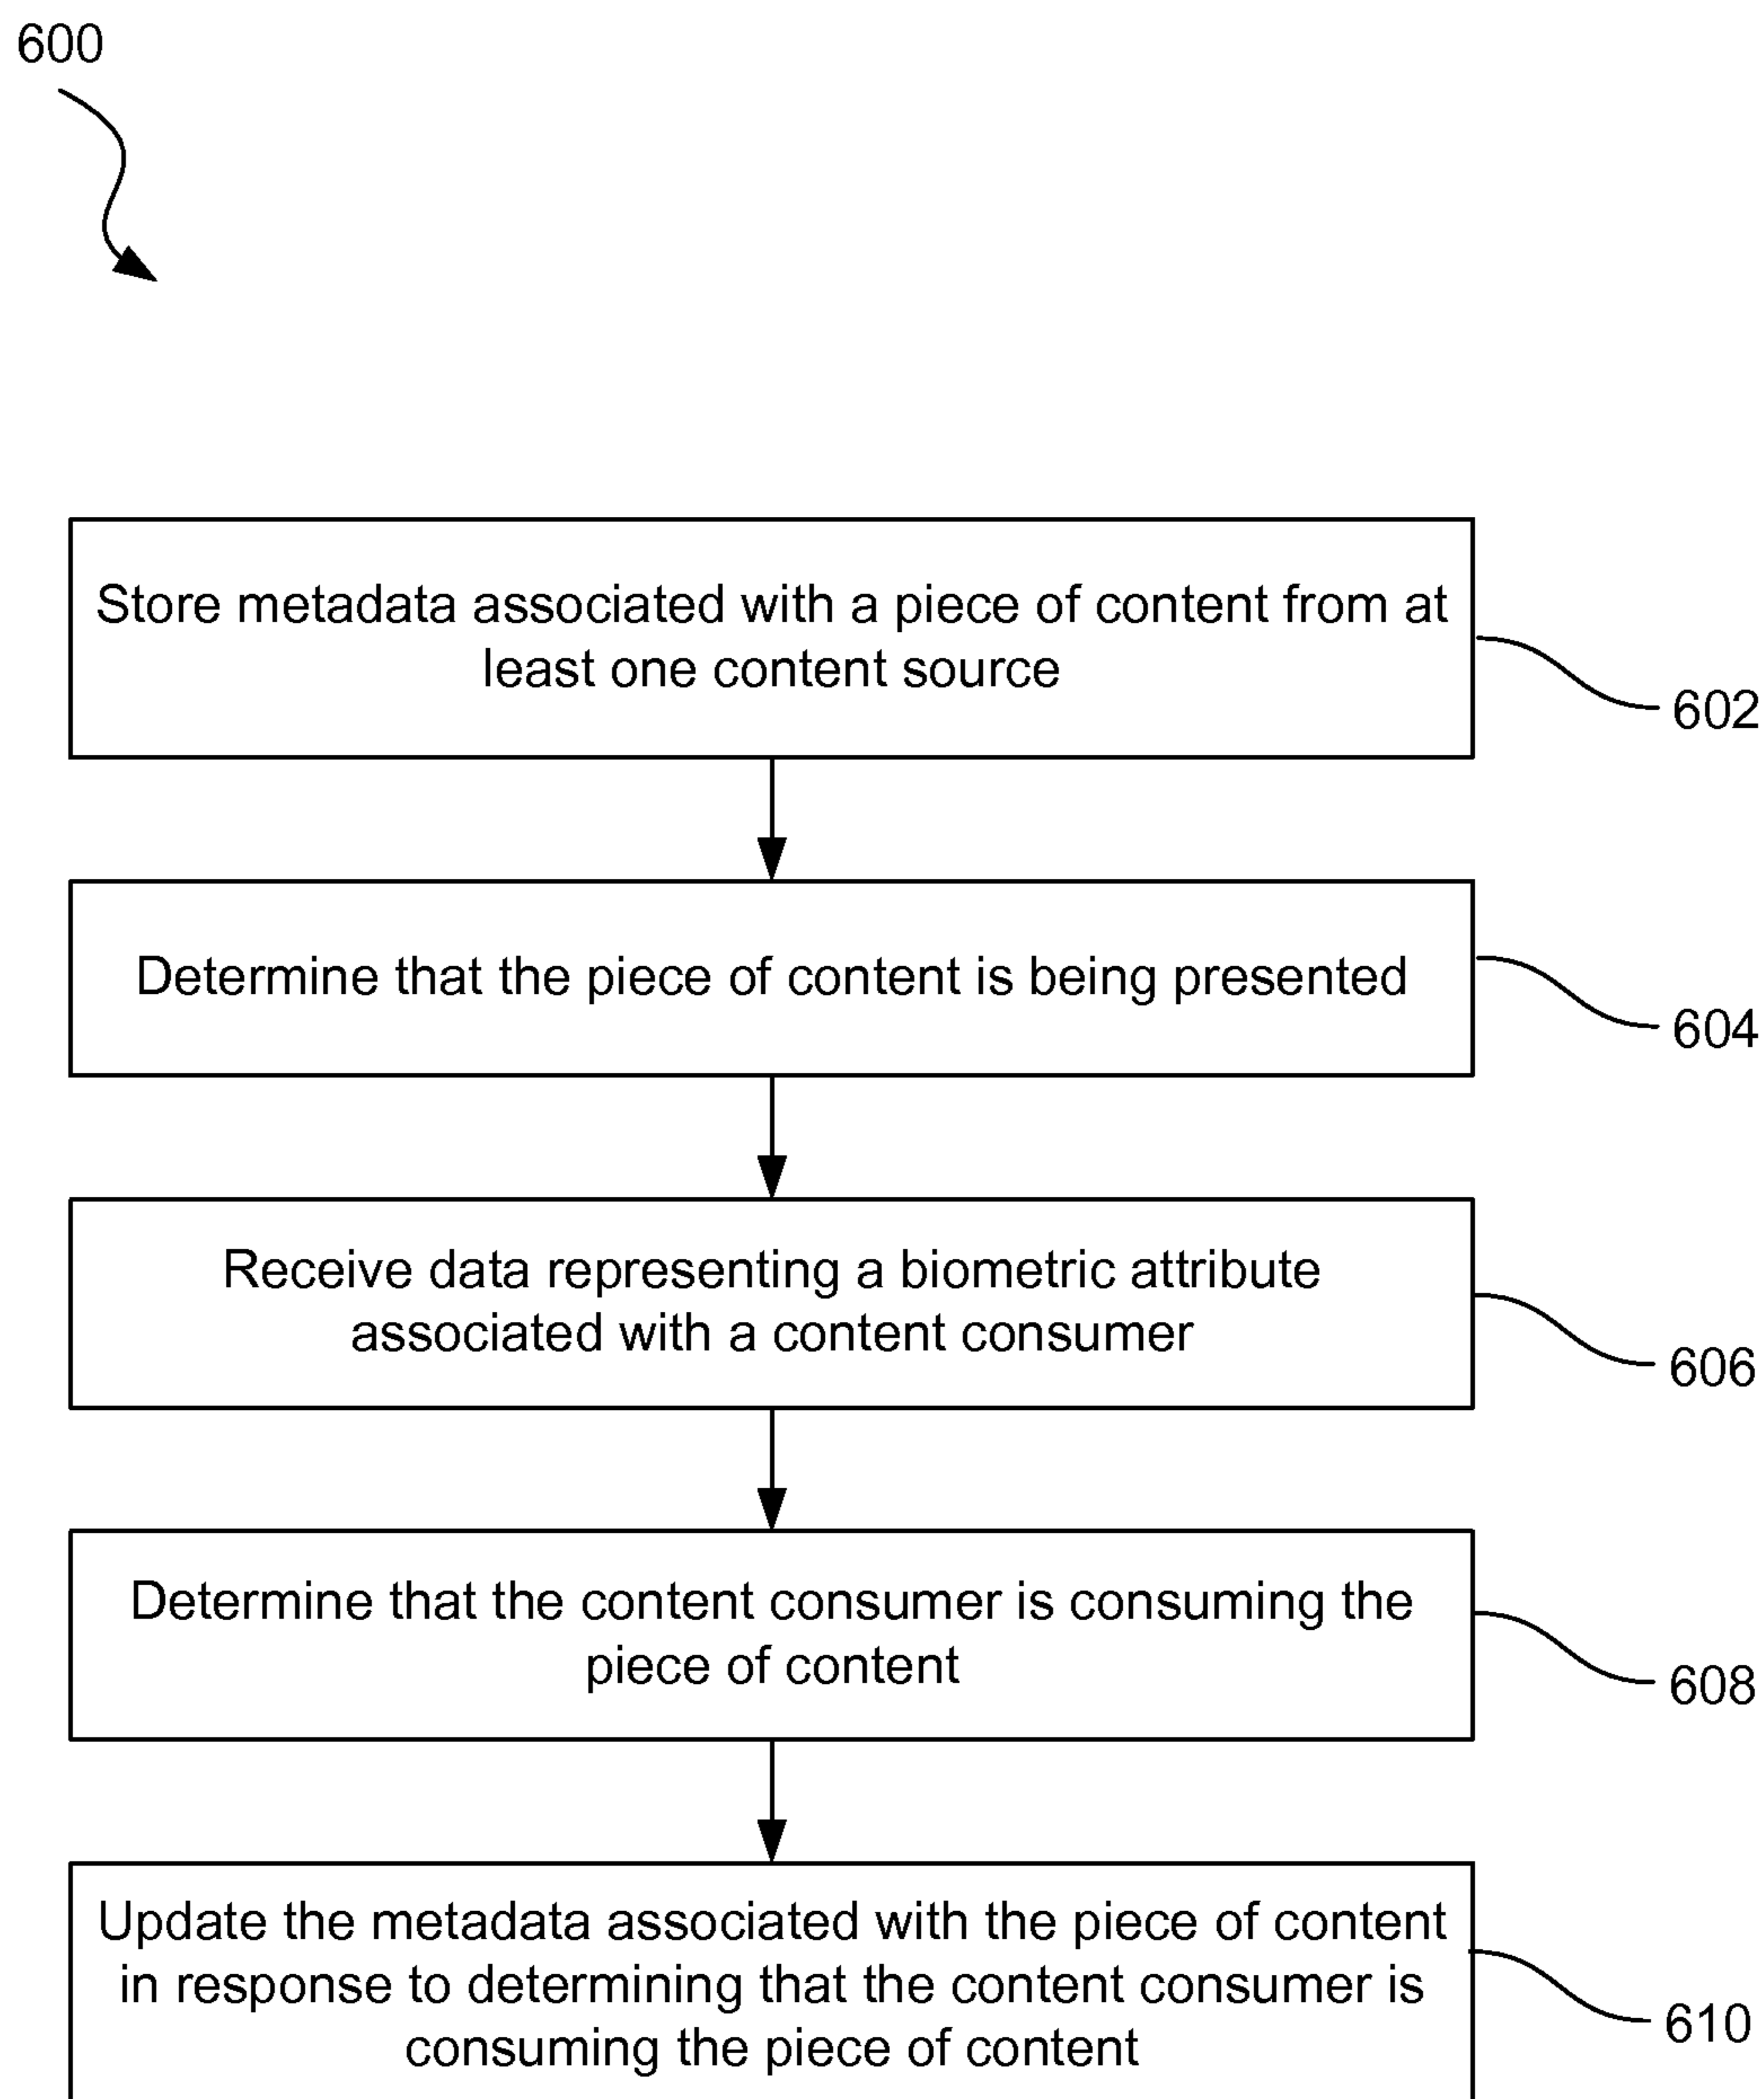 600
Store metadata associated with a piece of content from at
least one content source
602
Determine that the piece of content is being presented
604
Receive data representing a biometric attribute
associated with a content consumer
606
Determine that the content consumer is consuming the
piece of content
608
Update the metadata associated with the piece of content
in response to determining that the content consumer is
consuming the piece of content
610